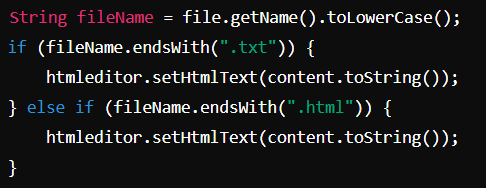 String fileName = file.getName().toLowerCase();
if (fileName.endsWith(".txt")) {
    htmleditor.setHtmlText(content.toString());
} else if (fileName.endsWith(".html")) {
    htmleditor.setHtmlText(content.toString());
}